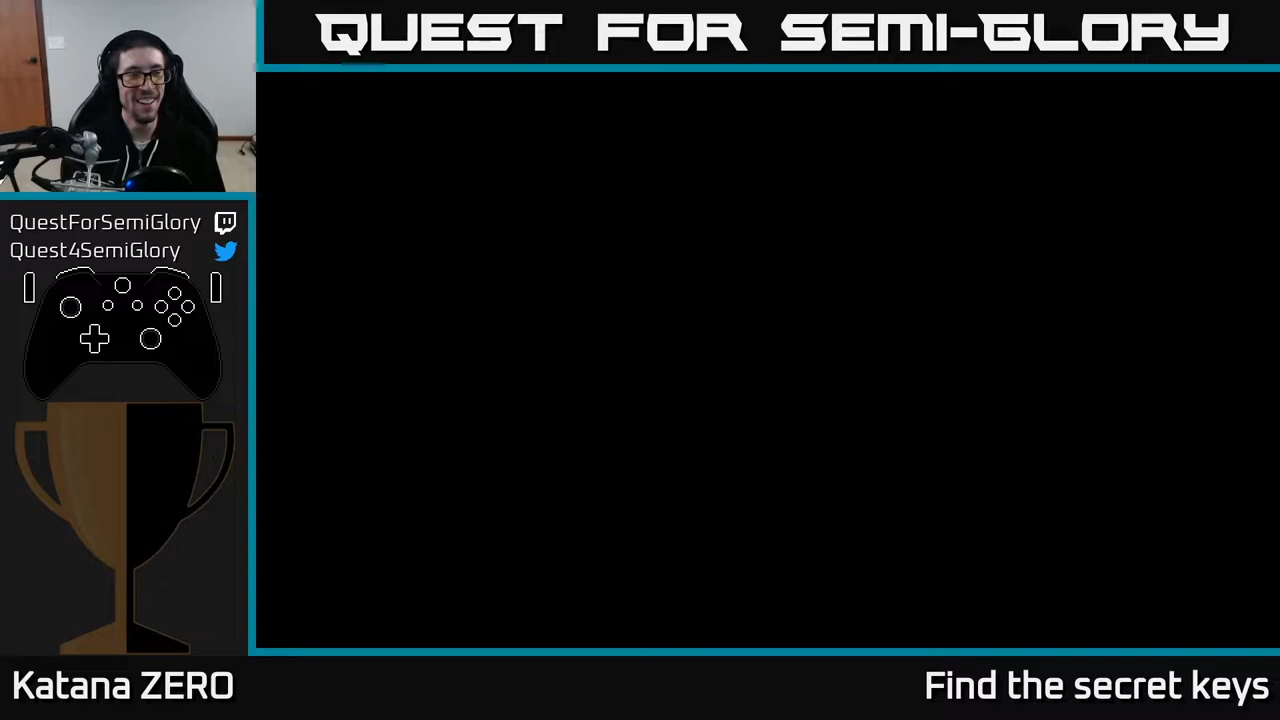 QUEST FOR SEMI-GLORY
QuestForSemiGlory
Quest4SemiGlory
Katana ZERO
Find the secret keys